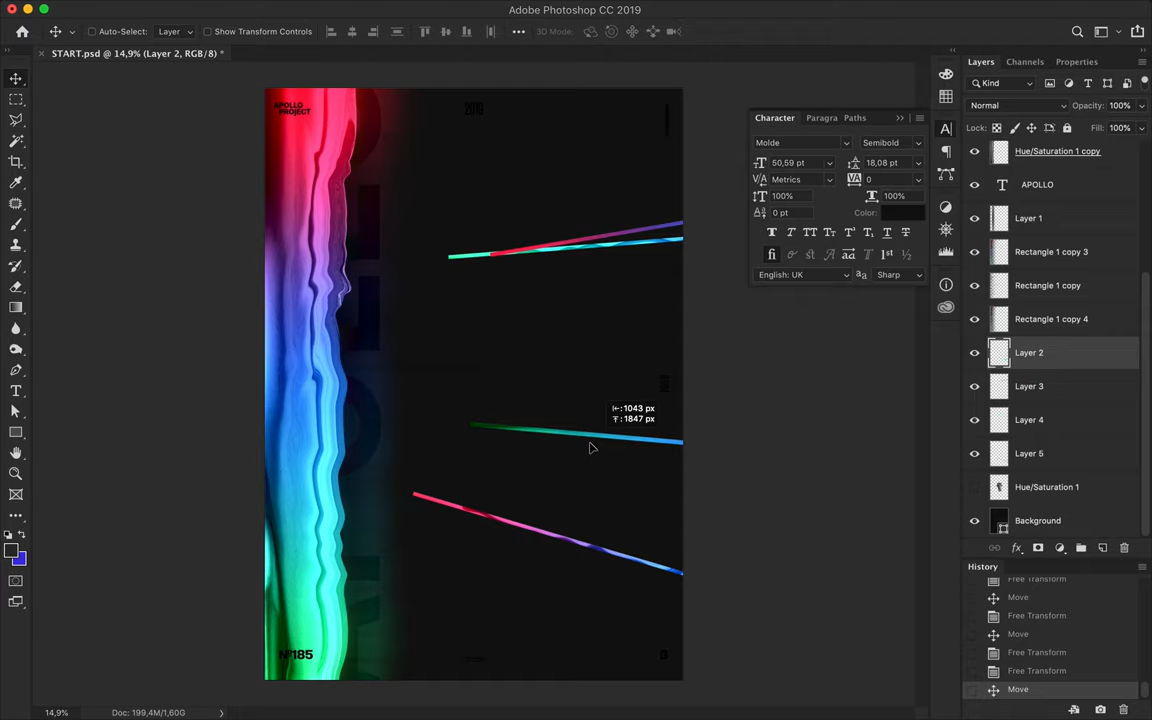 Adobe Photoshop CC 2019
Auto-Select:
Layer
Show Transform Controls
3D Mode:
START.psd @ 14,9% (Layer 2, RGB/8) *
APOLLO
PROJECT
2019
1043 px
1847 px
Nº185
Character
Paragra
Paths
Molde
Semibold
50,59 pt
18,08 pt
Metrics
0
100%
100%
0 pt
Color:
English: UK
Sharp
Layers
Channels
Properties
Kind
Normal
Opacity: 100%
Lock:
Fill: 100%
Hue/Saturation 1 copy
APOLLO
Layer 1
Rectangle 1 copy 3
Rectangle 1 copy
Rectangle 1 copy 4
Layer 2
Layer 3
Layer 4
Layer 5
Hue/Saturation 1
Background
History
Free Transform
Move
Free Transform
Move
Free Transform
Free Transform
Move
14,9%
Doc: 199,4M/1,60G